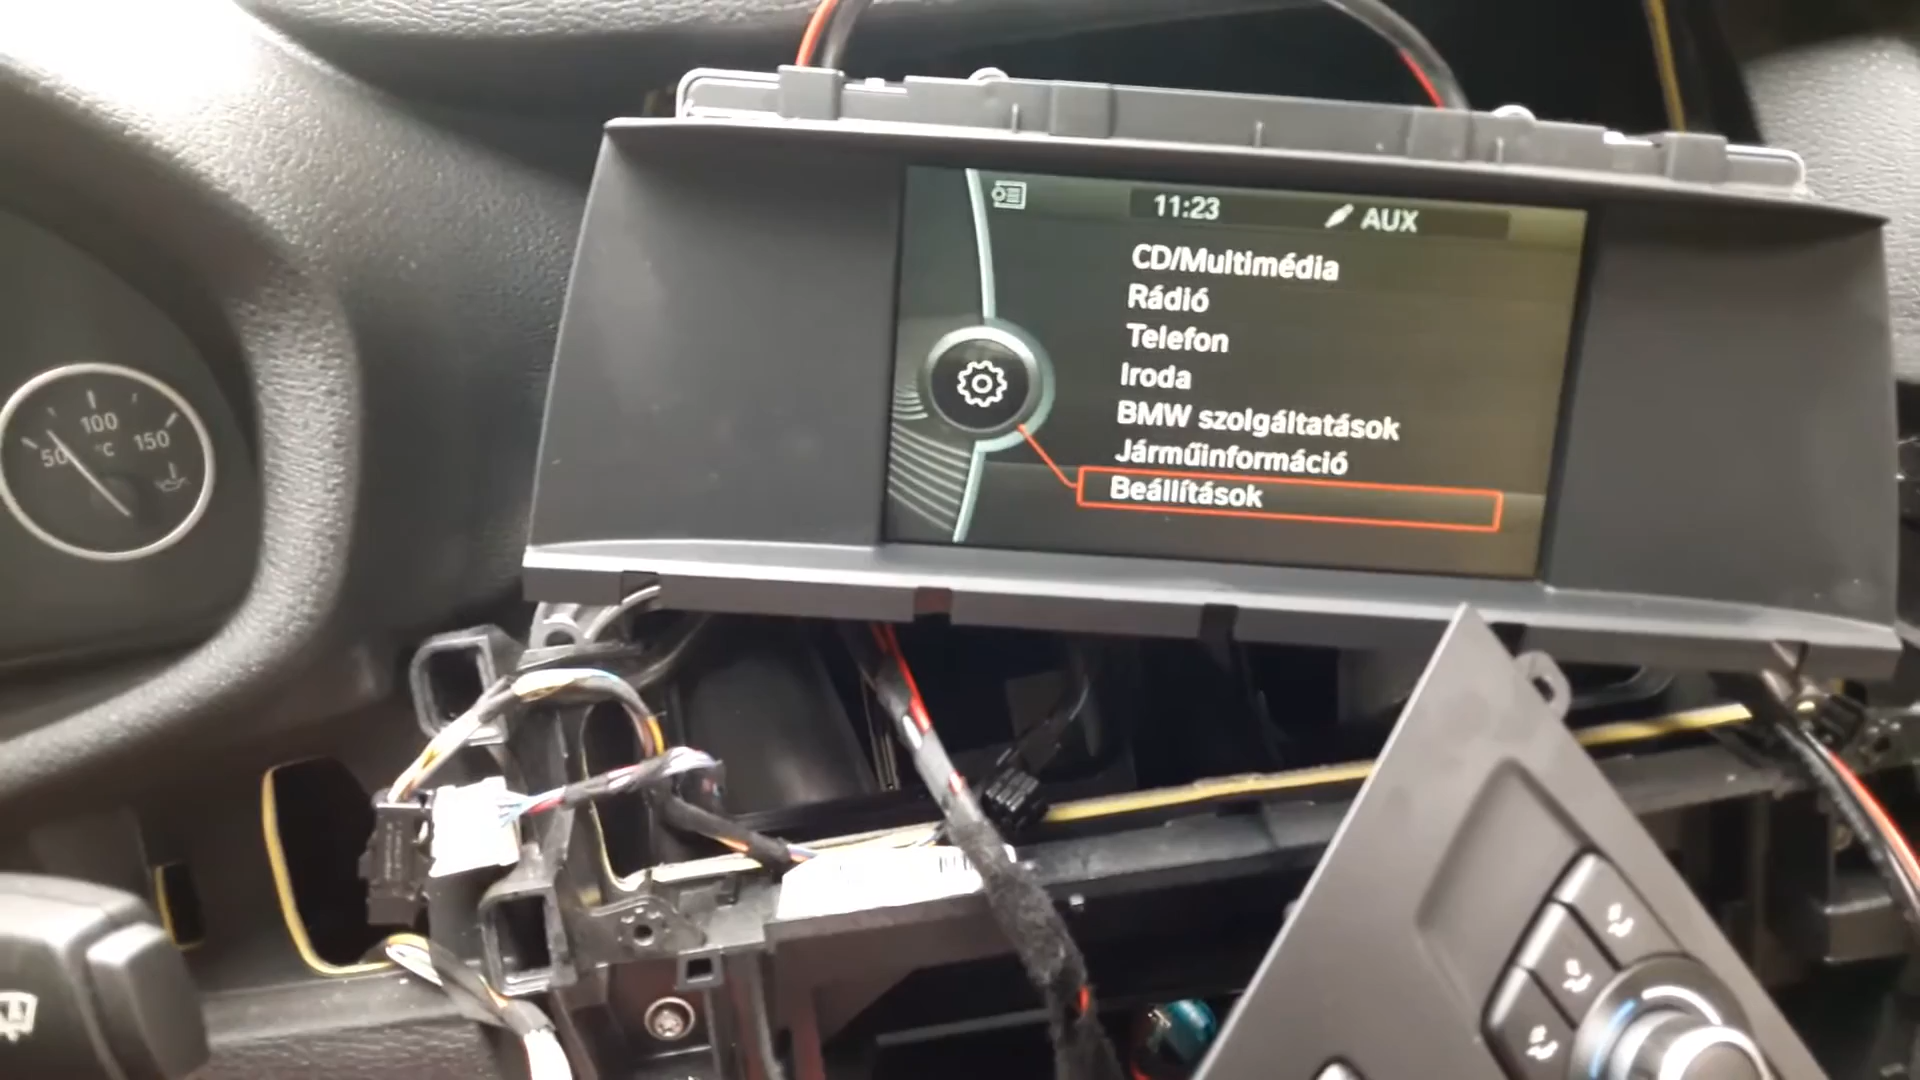 11:23 AUX
CD/Multimédia
Rádió
Telefon
Iroda
BMW szolgáltatások
Járműinformáció
Beállítások
50
100
150
°C